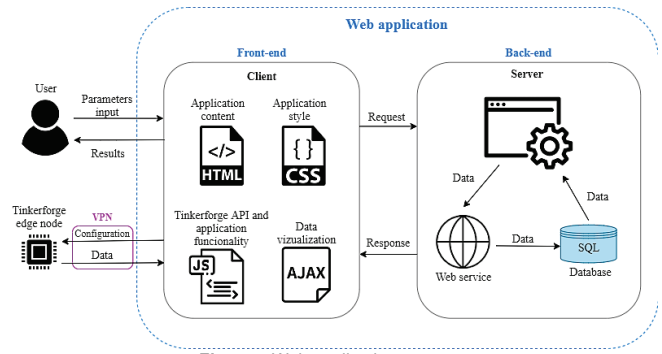 Web application
Front-end
Back-end
Client
Server
User
Parameters
input
Results
Application
content
Application
style
</>
HTML
{ }
CSS
Request
Tinkerforge
edge node
VPN
Configuration
Data
Tinkerforge API and
application
funcionality
JS
Data
vizualization
AJAX
Response
Data
Data
Web service
Data
SQL
Database